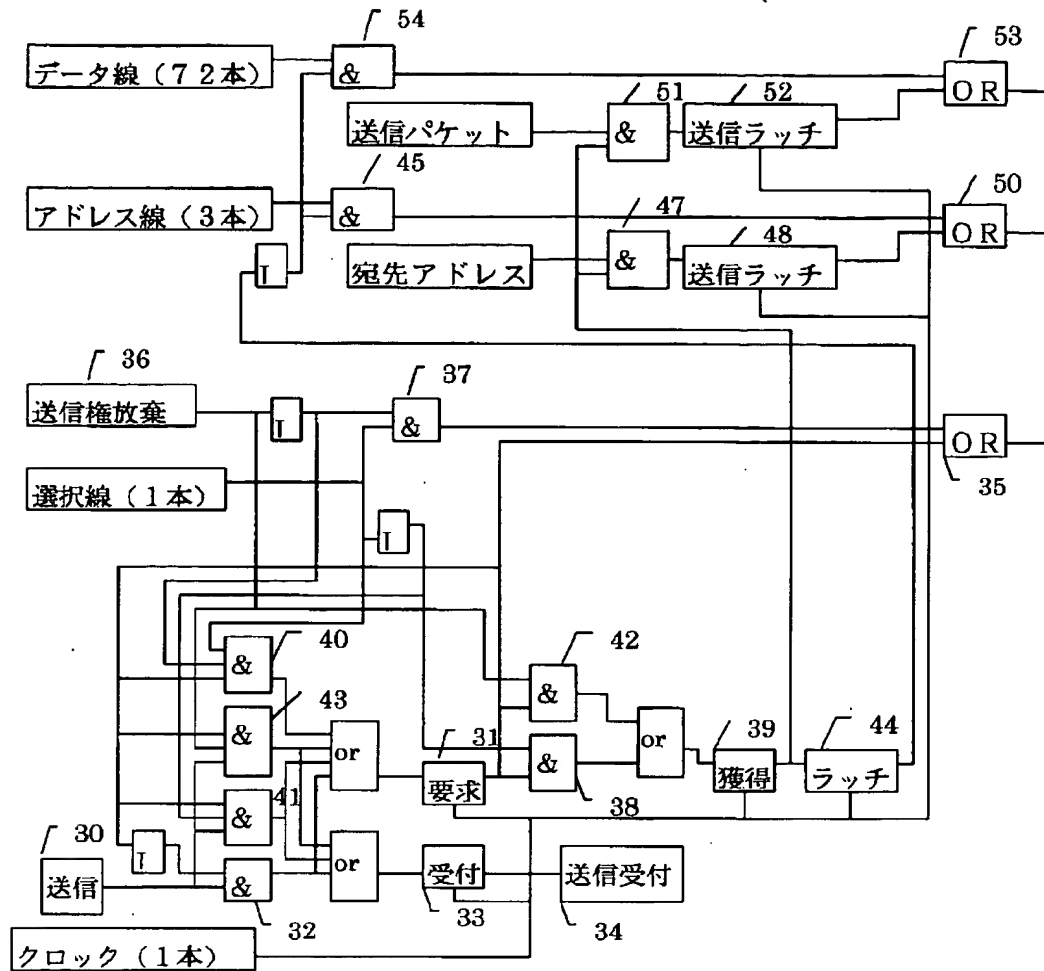 54
53
データ線（７２本）
&
OR
51
52
送信パケット
&
送信ラッチ
45
50
アドレス線（３本）
&
47
OR
48
I
宛先アドレス
&
送信ラッチ
36
37
送信権放棄
I
&
OR
選択線（１本）
35
I
40
42
&
&
43
&
or
31
or
39
44
41
要求
&
獲得
ラッチ
&
38
30
I
or
送信
&
受付
送信受付
32
33
34
クロック（１本）